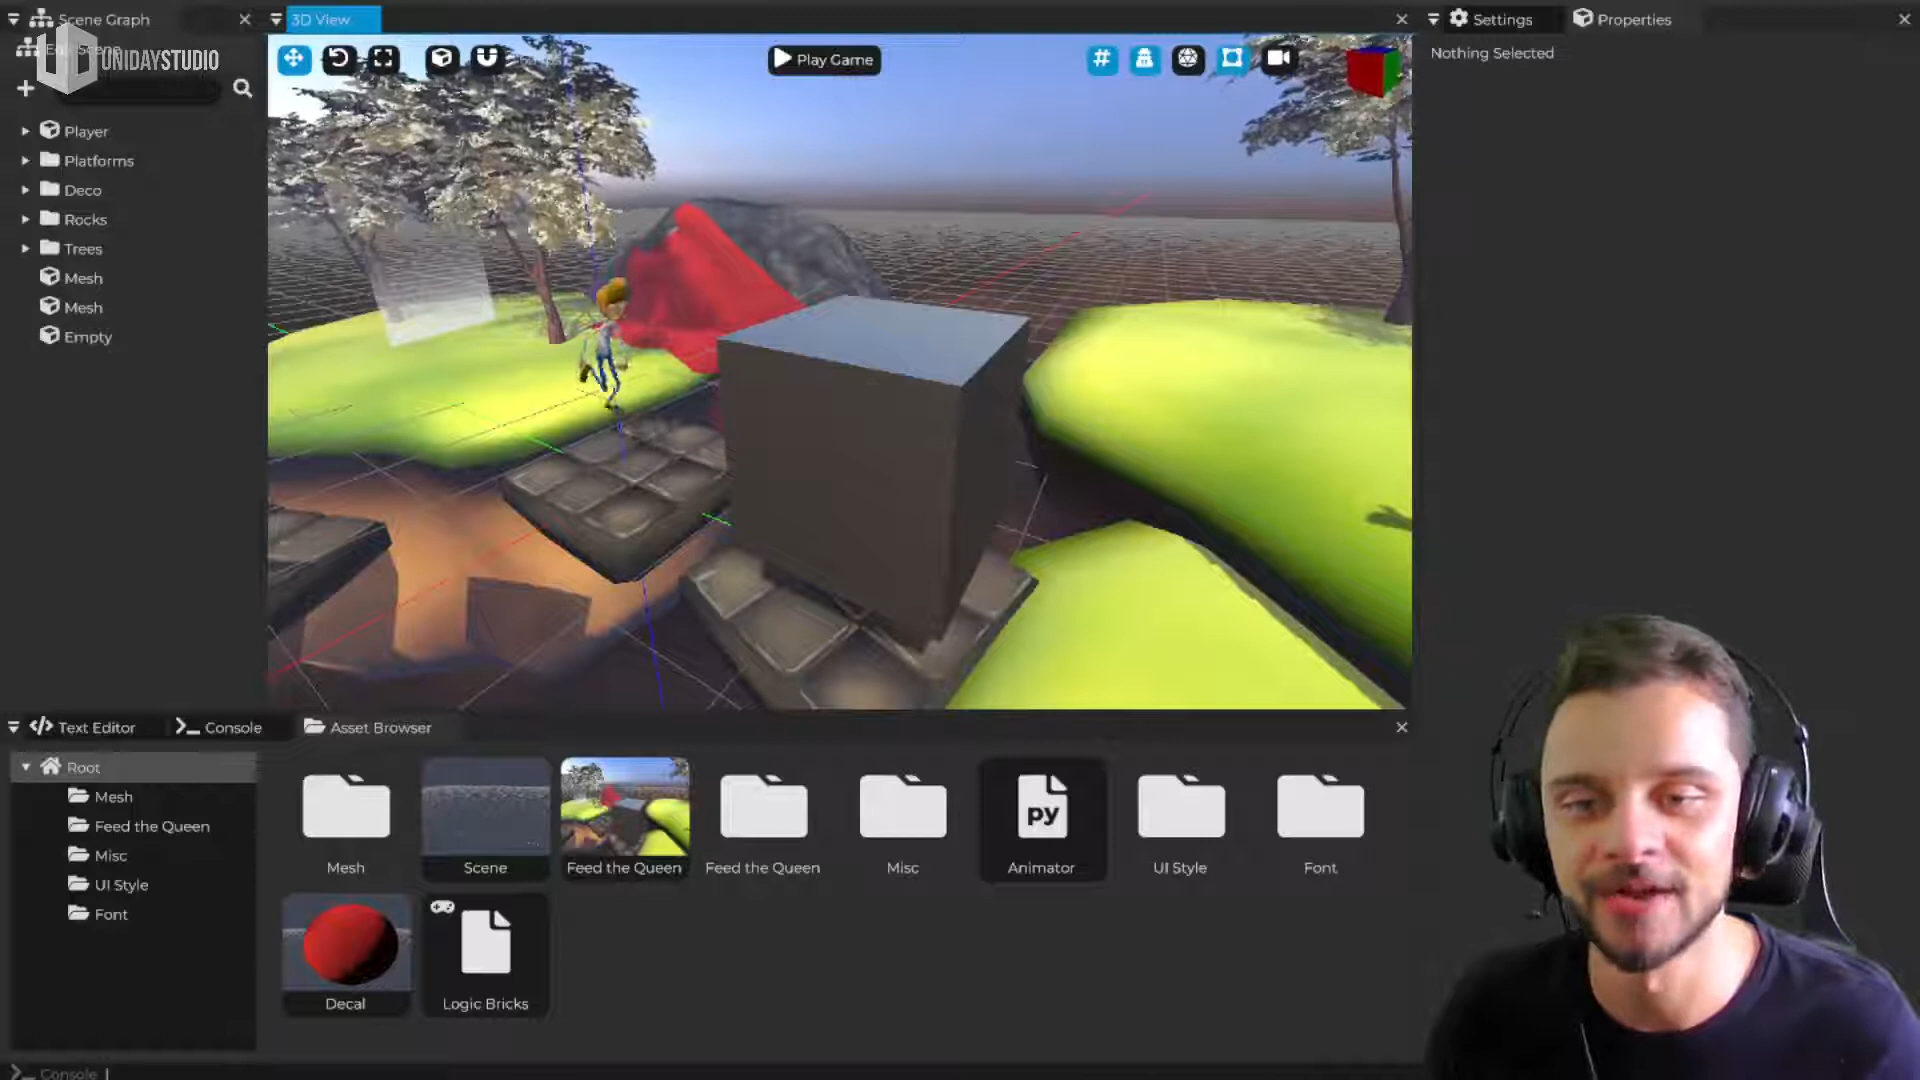 Scene Graph
3D View
Settings
Properties
UNIDAYSTUDIO
Play Game
Nothing Selected
Player
Platforms
Deco
Rocks
Trees
Mesh
Mesh
Empty
Text Editor
Console
Asset Browser
Root
Mesh
Feed the Queen
Misc
UI Style
Font
py
Mesh
Scene
Feed the Queen
Feed the Queen
Misc
Animator
UI Style
Font
Decal
Logic Bricks
Console